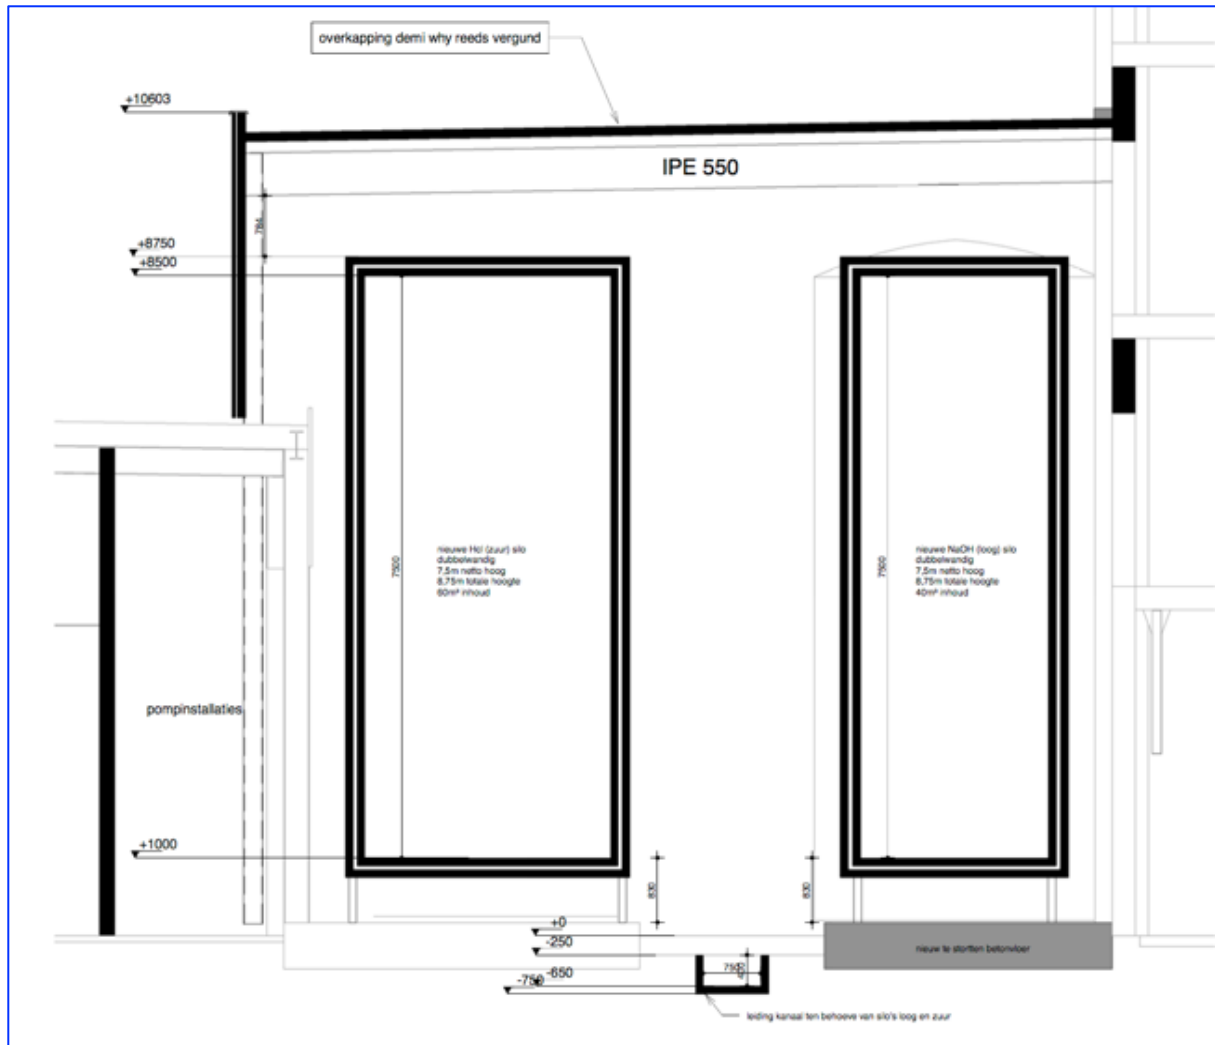 overkapping demi why reeds vergund
+10603
IPE 550
784
+8750
+8500
7500
nieuwe Hcl (zuur) silo
dubbelwandig
7,5m netto hoog
8,75m totale hoogte
60m³ inhoud
7500
nieuwe NaOH (loog) silo
dubbelwandig
7,5m netto hoog
8,75m totale hoogte
40m³ inhoud
pompinstallaties
+1000
830
830
+0
-250
nieuw te storten betonvloer
750
400
-650
-750
leiding kanaal ten behoeve van silo's loog en zuur